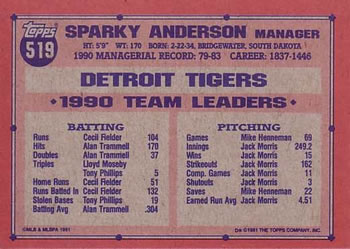 Topps
519
SPARKY ANDERSON MANAGER
HT: 5'9" WT: 170 BORN: 2-22-34, BRIDGEWATER, SOUTH DAKOTA
1990 MANAGERIAL RECORD: 79-83 CAREER: 1837-1446
DETROIT TIGERS
•1990 TEAM LEADERS•
BATTING
Runs Cecil Fielder 104
Hits Alan Trammell 170
Doubles Alan Trammell 37
Triples Lloyd Moseby
Tony Phillips 5
Home Runs Cecil Fielder 51
Runs Batted In Cecil Fielder 132
Stolen Bases Tony Phillips 19
Batting Avg Alan Trammell .304
PITCHING
Games Mike Henneman 69
Innings Jack Morris 249.2
Wins Jack Morris 15
Strikeouts Jack Morris 162
Comp. Games Jack Morris 11
Shutouts Jack Morris 3
Saves Mike Henneman 22
Earned Run Avg Jack Morris 4.51
©MLB & MLBPA 1991
D* ©1991 THE TOPPS COMPANY, INC.